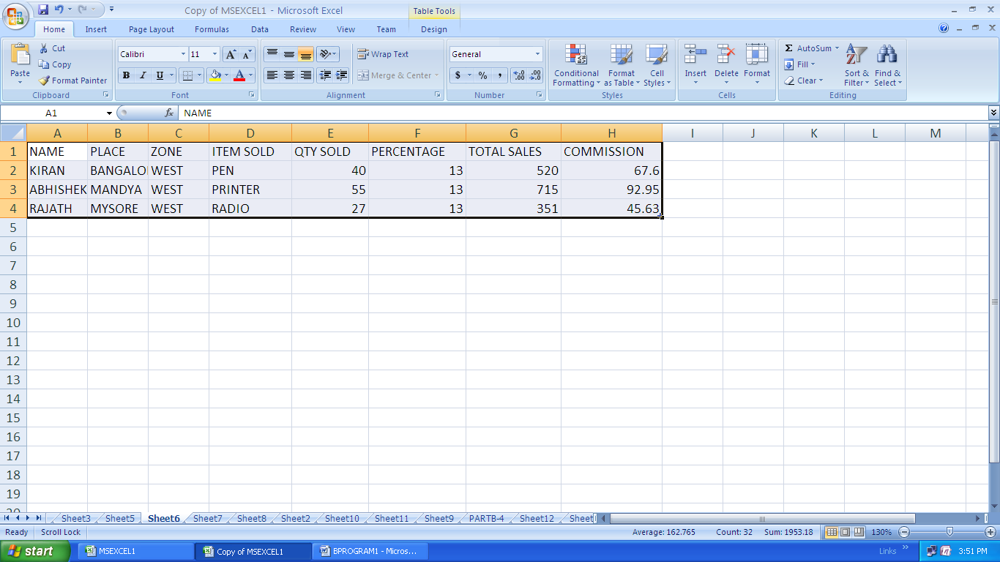 Copy of MSEXCEL1 - Microsoft Excel
Table Tools
Home Insert Page Layout Formulas Data Review View Team Design
Paste
Cut
Copy
Format Painter
Clipboard
Calibri 11
B I U
Font
Wrap Text
Merge & Center
Alignment
General
$ % ,
Number
Conditional Formatting
Format as Table
Cell Styles
Styles
Insert Delete Format
Cells
Σ AutoSum
Fill
Clear
Sort & Filter
Find & Select
Editing
A1 fx NAME
A B C D E F G H I J K L M
1 NAME PLACE ZONE ITEM SOLD QTY SOLD PERCENTAGE TOTAL SALES COMMISSION
2 KIRAN BANGALO WEST PEN 40 13 520 67.6
3 ABHISHEK MANDYA WEST PRINTER 55 13 715 92.95
4 RAJATH MYSORE WEST RADIO 27 13 351 45.63
5
6
7
8
9
10
11
12
13
14
15
16
17
18
19
20
Sheet3 Sheet5 Sheet6 Sheet7 Sheet8 Sheet2 Sheet10 Sheet11 Sheet9 PARTB-4 Sheet12 Sheet
Ready Scroll Lock Average: 162.765 Count: 32 Sum: 1953.18 130%
start MSEXCEL1 Copy of MSEXCEL1 BPROGRAM1 - Micros... Links » 3:51 PM